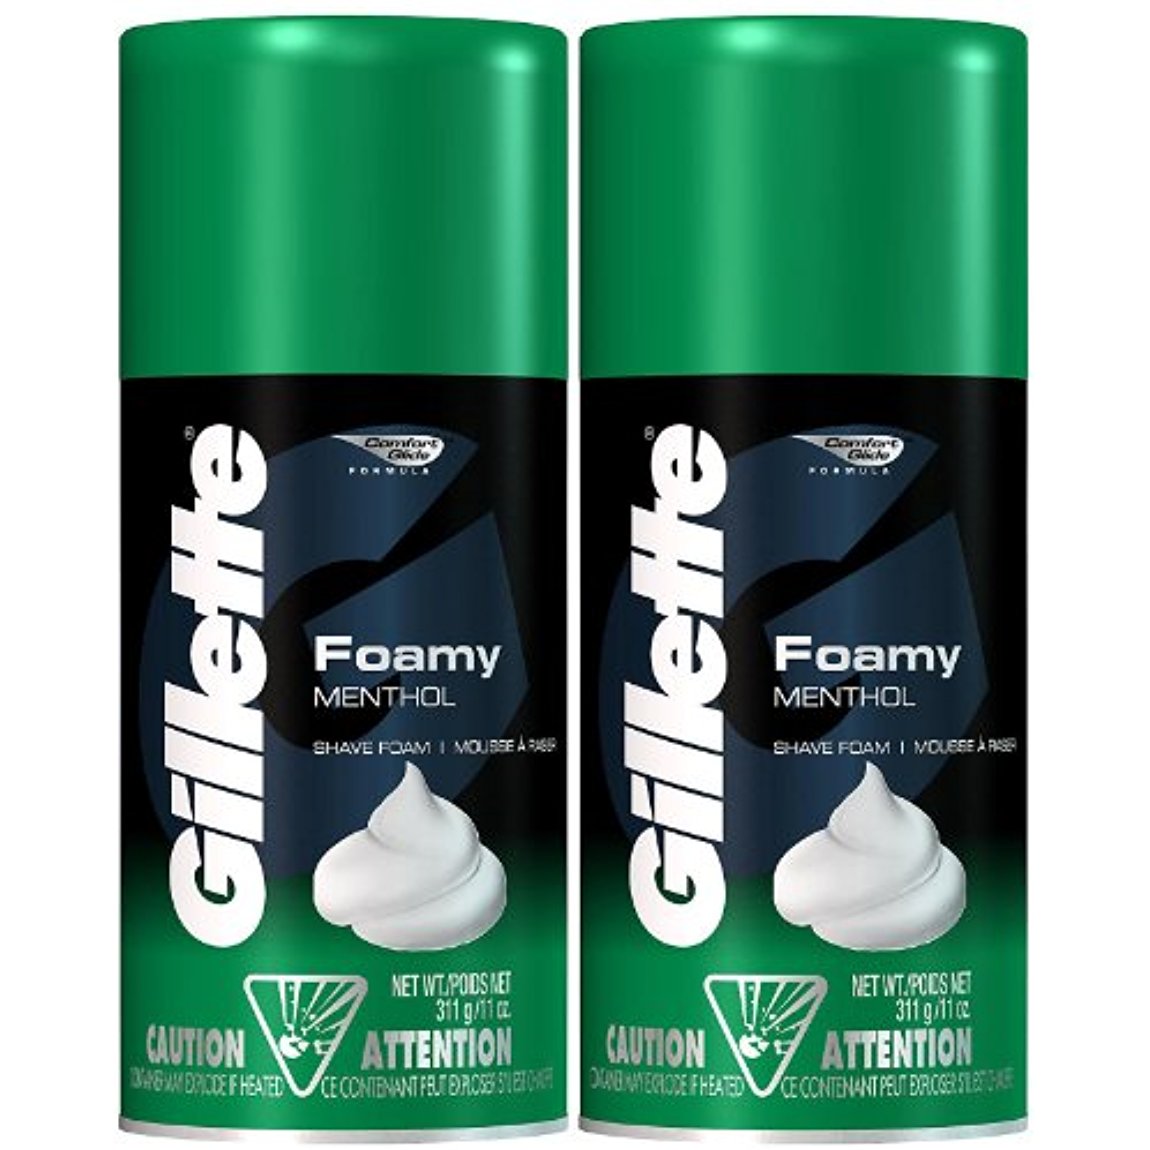 Gillette®
Comfort
Glide
FORMULA
Foamy
MENTHOL
SHAVE FOAM | MOUSSE À RASER
NET WT./POIDS NET
311 g/11 oz.
CAUTION ATTENTION
CONTAINER MAY EXPLODE IF HEATED CE CONTENANT PEUT EXPLOSER S'IL EST CHAUFFÉ
Gillette®
Comfort
Glide
FORMULA
Foamy
MENTHOL
SHAVE FOAM | MOUSSE À RASER
NET WT./POIDS NET
311 g/11 oz.
CAUTION ATTENTION
CONTAINER MAY EXPLODE IF HEATED CE CONTENANT PEUT EXPLOSER S'IL EST CHAUFFÉ